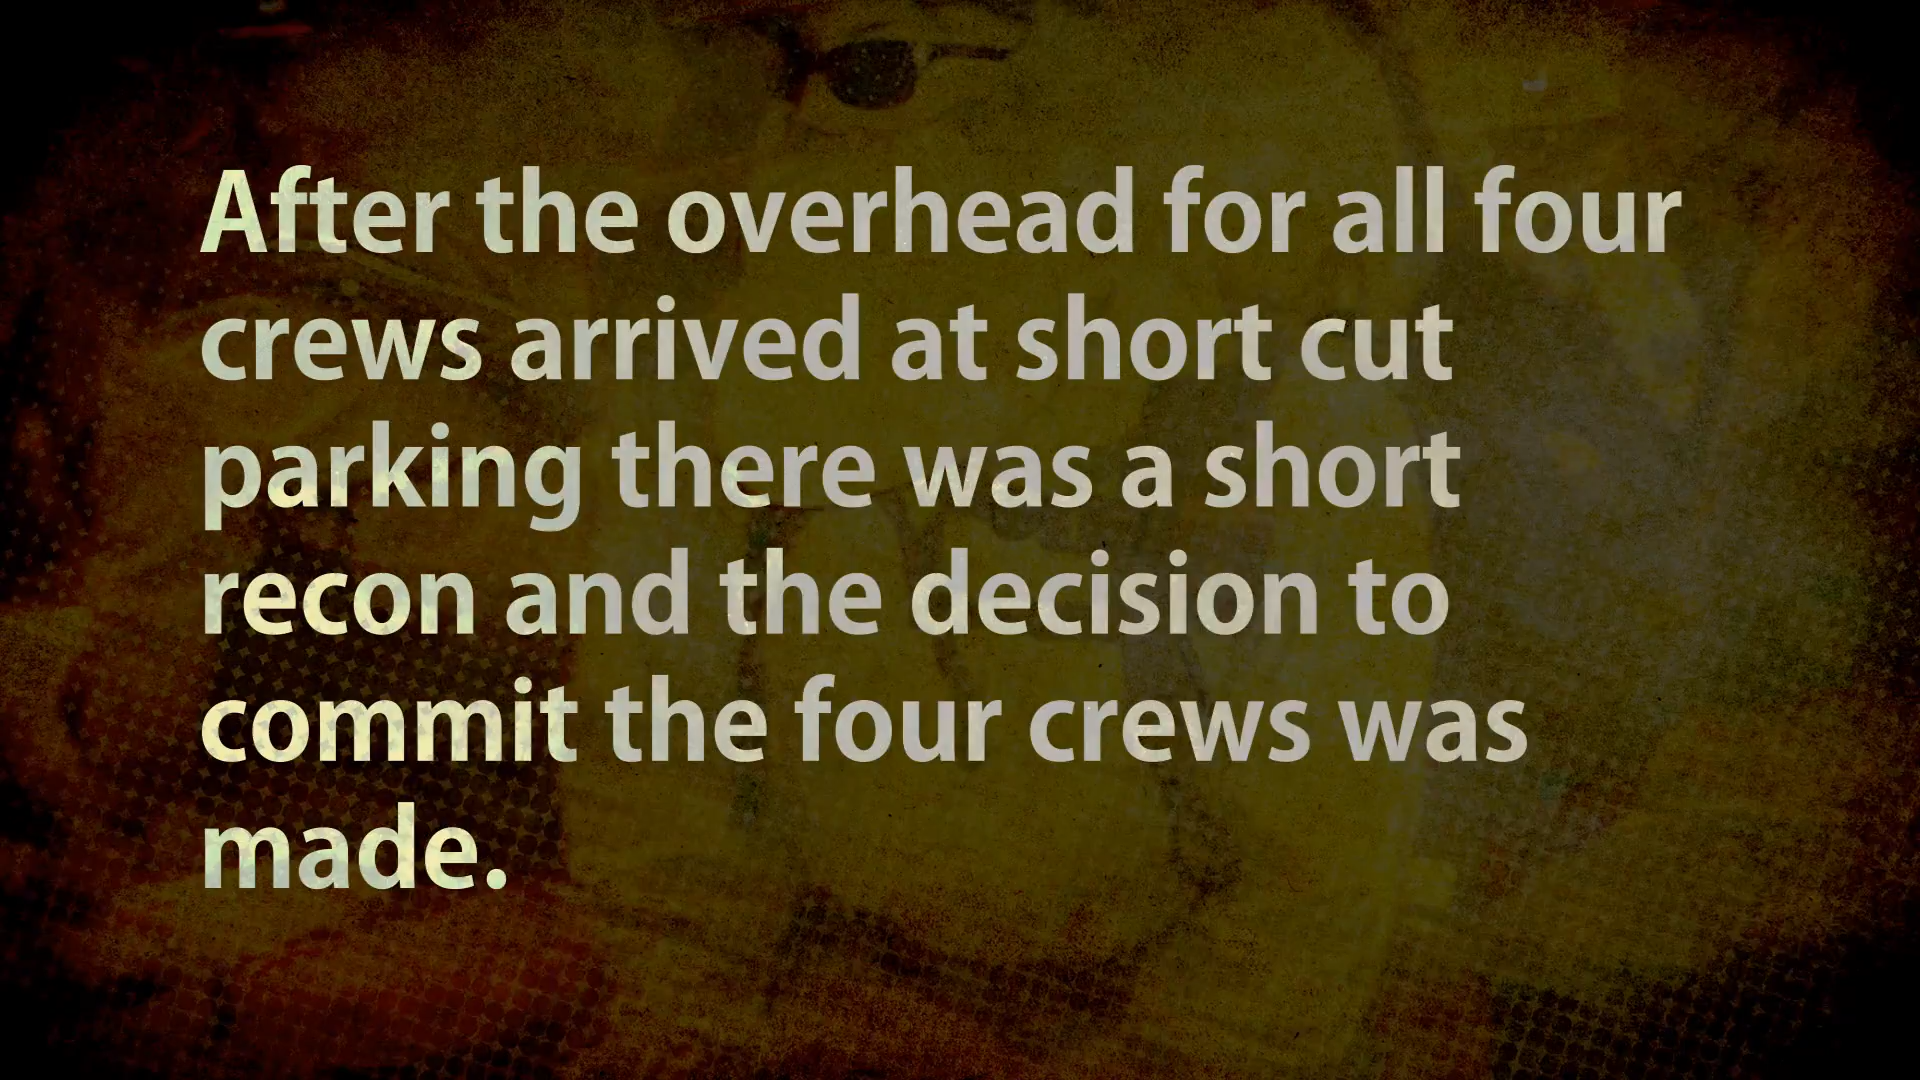 After the overhead for all four
crews arrived at short cut
parking there was a short
recon and the decision to
commit the four crews was
made.